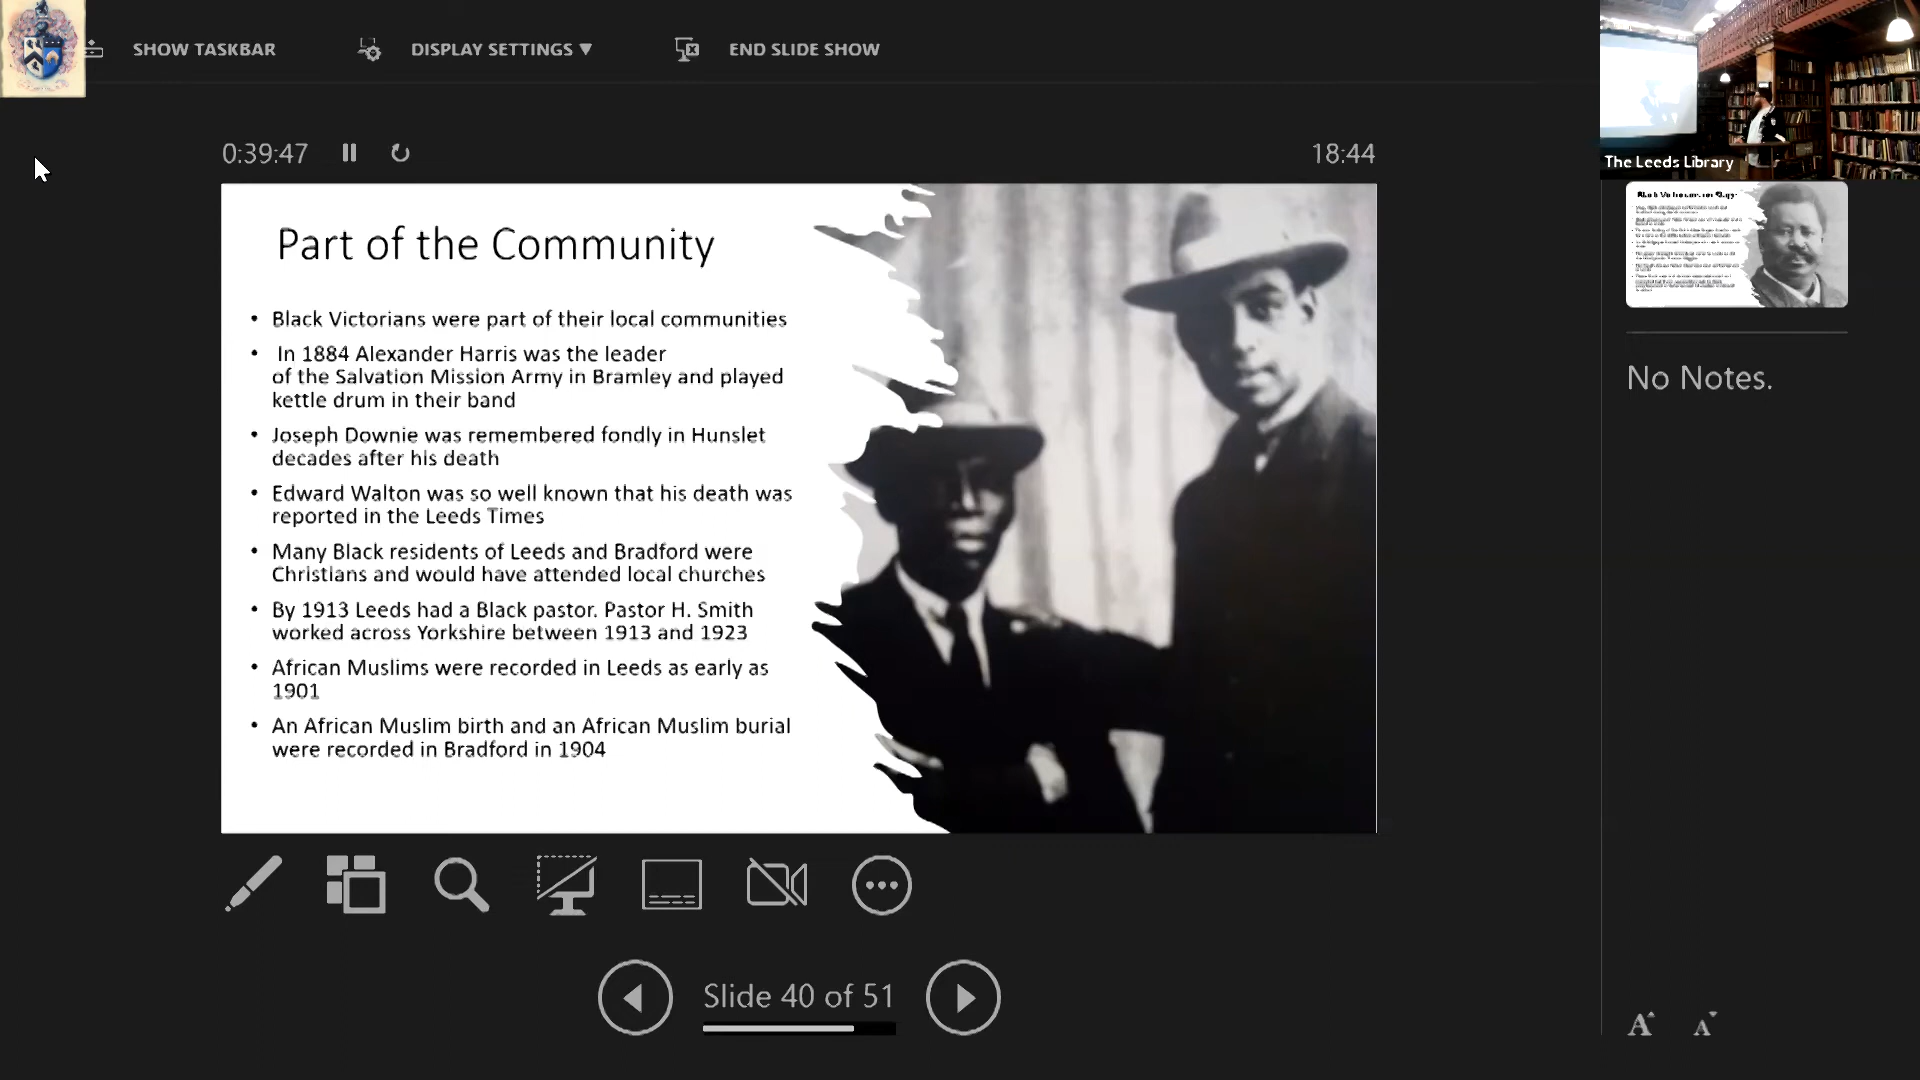 SHOW TASKBAR
DISPLAY SETTINGS ▼
END SLIDE SHOW
0:39:47
18:44
The Leeds Library
Part of the Community
• Black Victorians were part of their local communities
• In 1884 Alexander Harris was the leader
of the Salvation Mission Army in Bramley and played
kettle drum in their band
• Joseph Downie was remembered fondly in Hunslet
decades after his death
• Edward Walton was so well known that his death was
reported in the Leeds Times
• Many Black residents of Leeds and Bradford were
Christians and would have attended local churches
• By 1913 Leeds had a Black pastor. Pastor H. Smith
worked across Yorkshire between 1913 and 1923
• African Muslims were recorded in Leeds as early as
1901
• An African Muslim birth and an African Muslim burial
were recorded in Bradford in 1904
No Notes.
Slide 40 of 51
A A